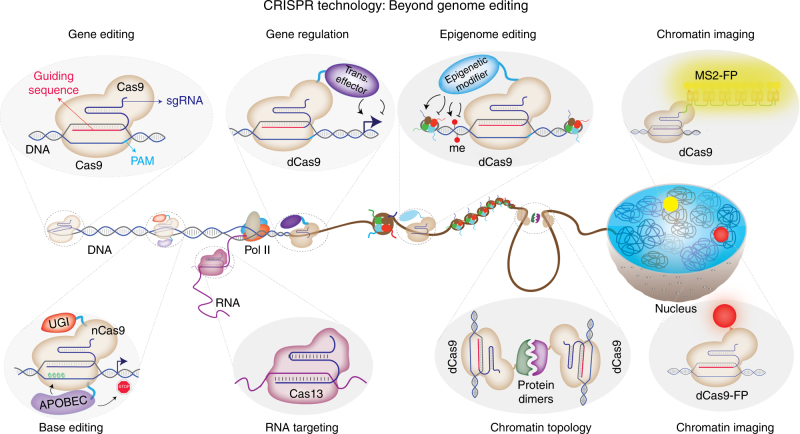 CRISPR technology: Beyond genome editing
Gene editing
Gene regulation
Epigenome editing
Chromatin imaging
Cas9
Guiding
sequence
sgRNA
DNA
Cas9
PAM
Trans.
effector
dCas9
Epigenetic
modifier
me
dCas9
MS2-FP
dCas9
DNA
Pol II
RNA
Nucleus
UGI
nCas9
APOBEC
STOP
Base editing
Cas13
RNA targeting
dCas9
Protein
dimers
dCas9
Chromatin topology
dCas9-FP
Chromatin imaging